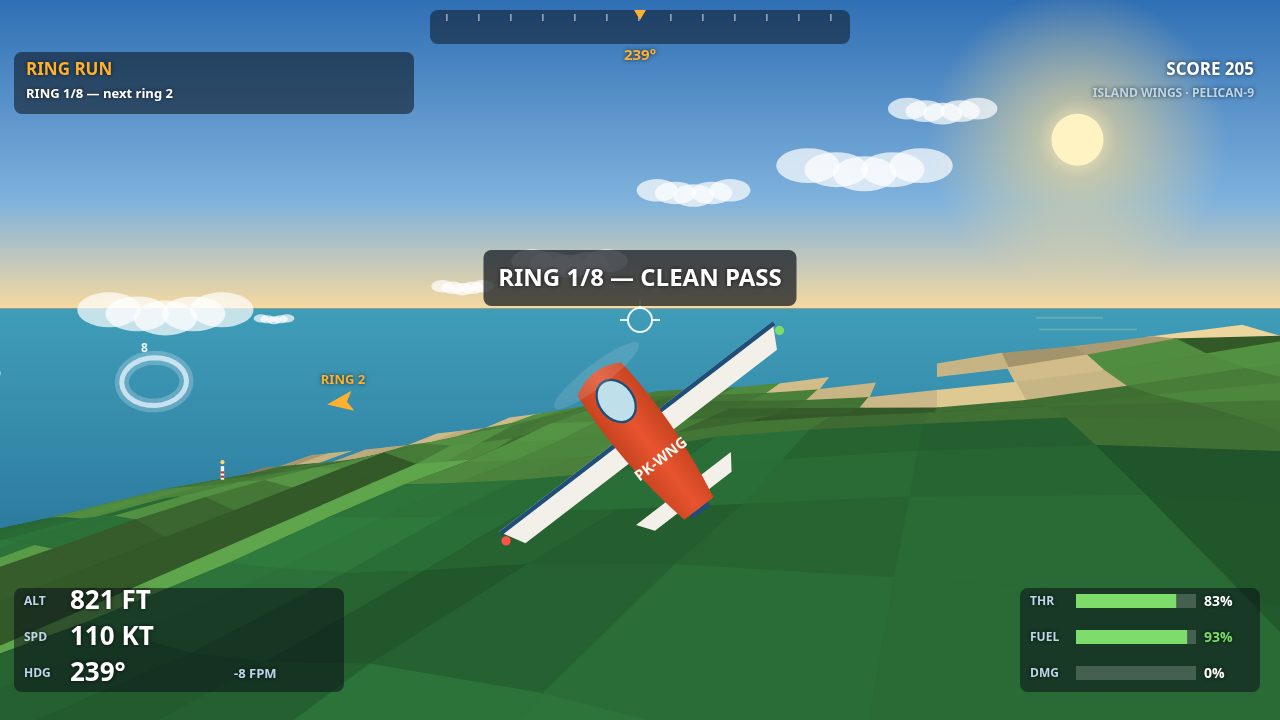 239°
RING RUN
RING 1/8 — next ring 2
SCORE 205
ISLAND WINGS · PELICAN-9
RING 1/8 — CLEAN PASS
8
RING 2
PK-WNG
ALT 821 FT
SPD 110 KT
HDG 239° -8 FPM
THR 83%
FUEL 93%
DMG 0%